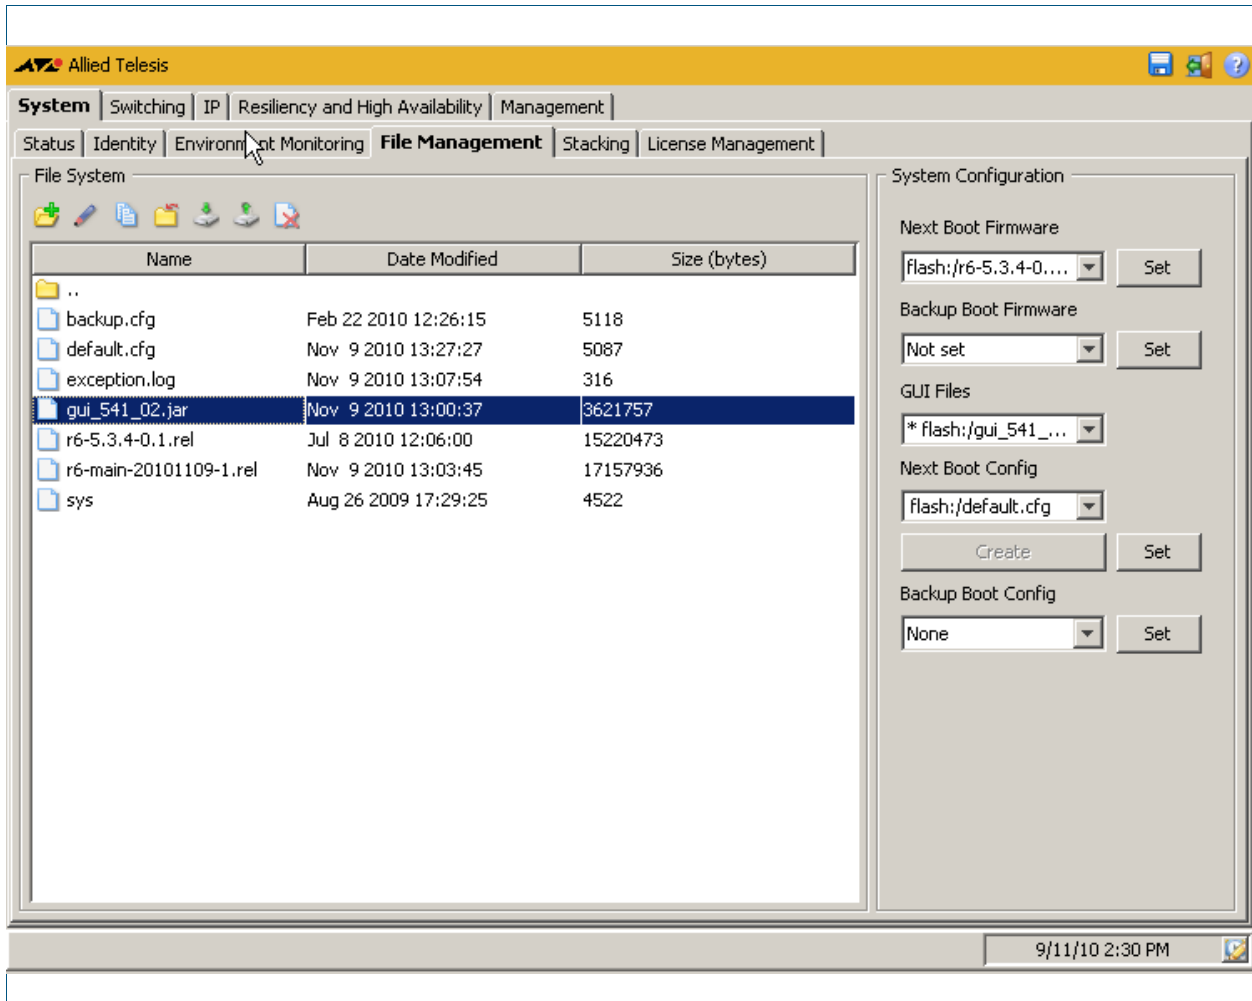 Allied Telesis
System Switching IP Resiliency and High Availability Management
Status Identity Environment Monitoring File Management Stacking License Management
File System
Name Date Modified Size (bytes)
..
backup.cfg Feb 22 2010 12:26:15 5118
default.cfg Nov 9 2010 13:27:27 5087
exception.log Nov 9 2010 13:07:54 316
gui_541_02.jar Nov 9 2010 13:00:37 3621757
r6-5.3.4-0.1.rel Jul 8 2010 12:06:00 15220473
r6-main-20101109-1.rel Nov 9 2010 13:03:45 17157936
sys Aug 26 2009 17:29:25 4522
System Configuration
Next Boot Firmware
flash:/r6-5.3.4-0.... Set
Backup Boot Firmware
Not set Set
GUI Files
* flash:/gui_541_...
Next Boot Config
flash:/default.cfg
Create Set
Backup Boot Config
None Set
9/11/10 2:30 PM